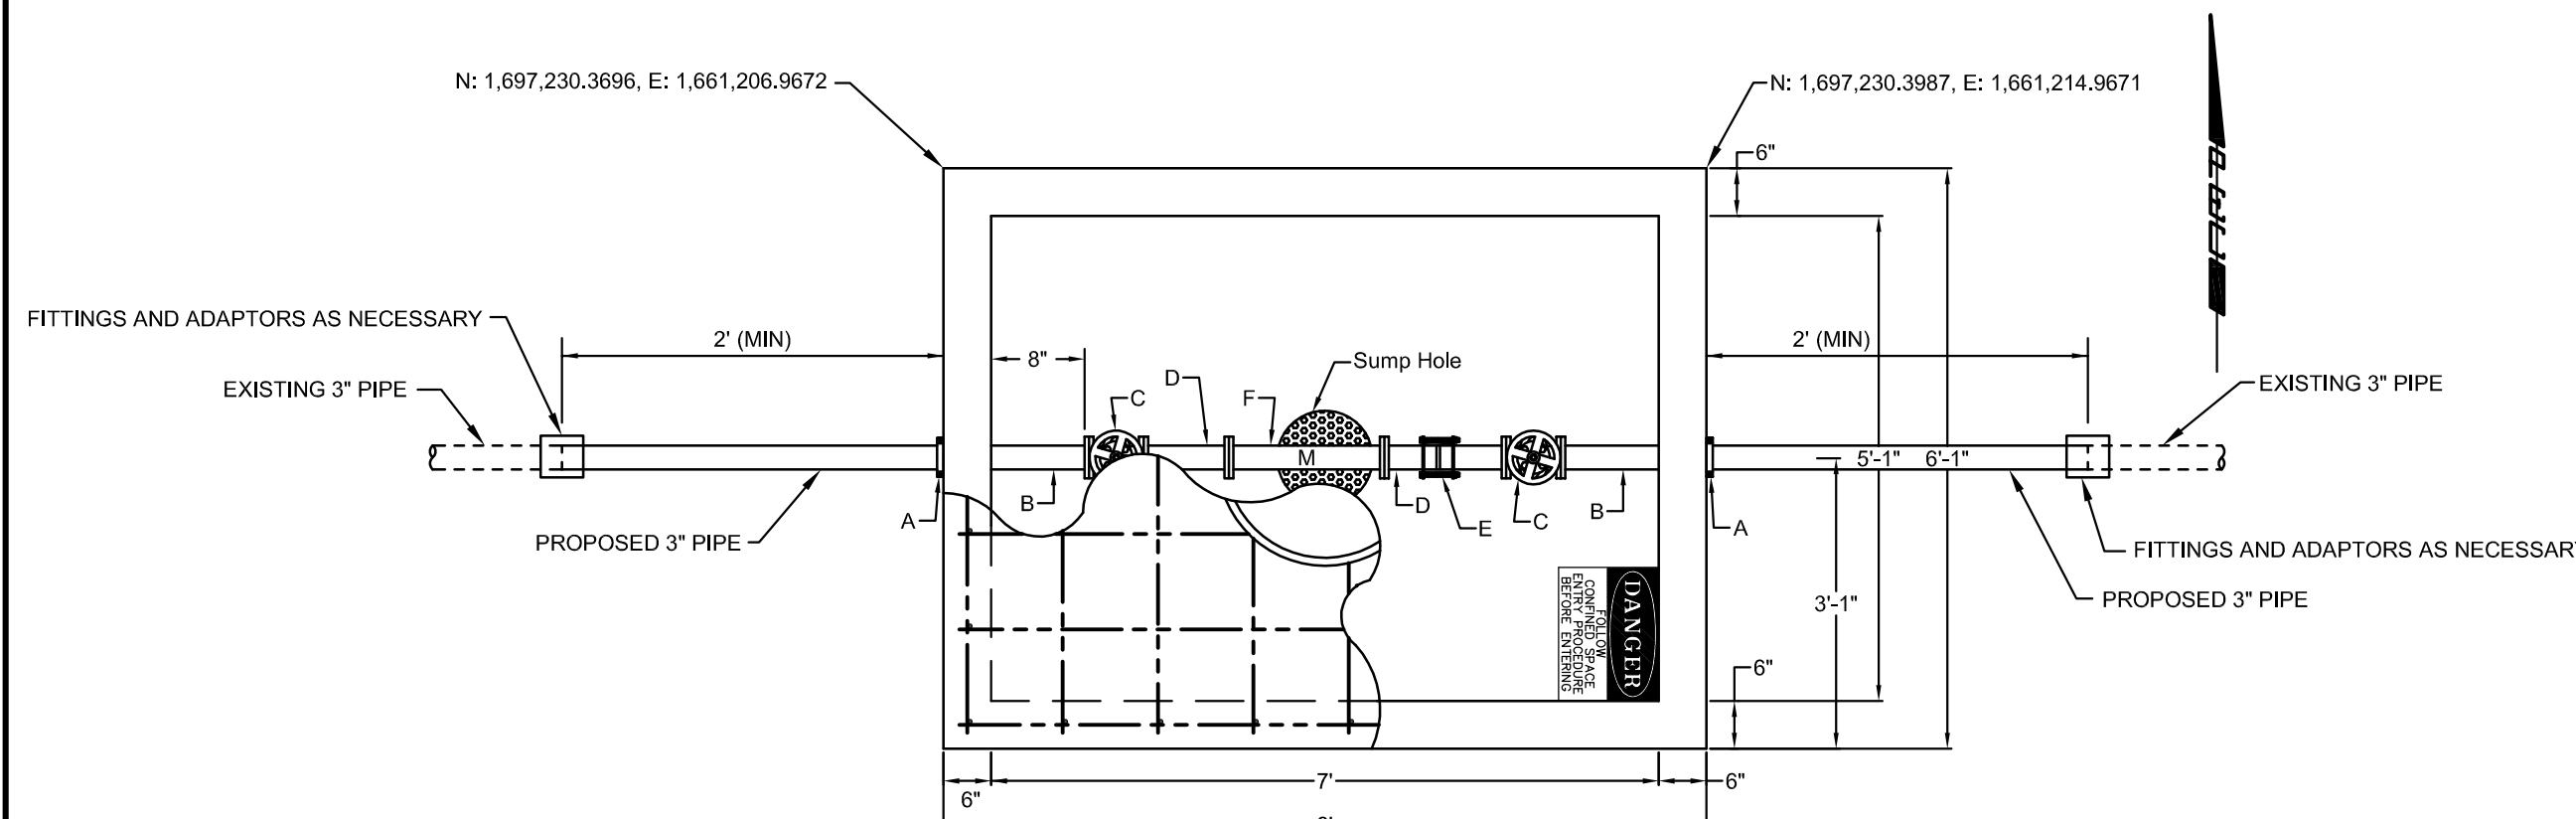 N: 1,697,230.3696, E: 1,661,206.9672
N: 1,697,230.3987, E: 1,661,214.9671
6"
FITTINGS AND ADAPTORS AS NECESSARY
2' (MIN)
2' (MIN)
8"
Sump Hole
EXISTING 3" PIPE
D
F
C
EXISTING 3" PIPE
M
5'-1"
6'-1"
B
D
E
C
B
A
A
PROPOSED 3" PIPE
FITTINGS AND ADAPTORS AS NECESSAR
PROPOSED 3" PIPE
3'-1"
DANGER
FOLLOW
CONFINED SPACE
ENTRY PROCEDURE
BEFORE ENTERING
6"
7'
6"
6"